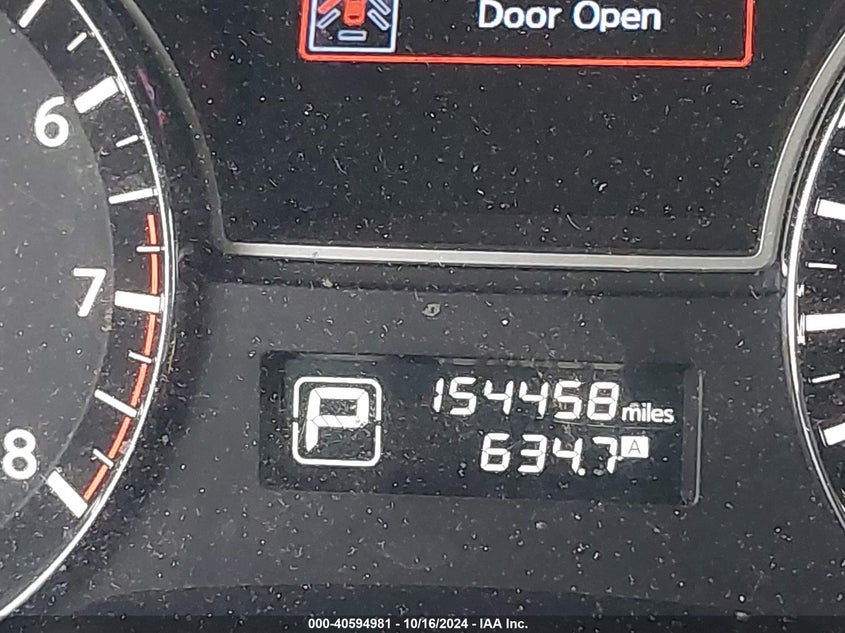 Door Open
6
7
8
P
154458 miles
634.7 A
000-40594981 - 10/16/2024 - IAA Inc.